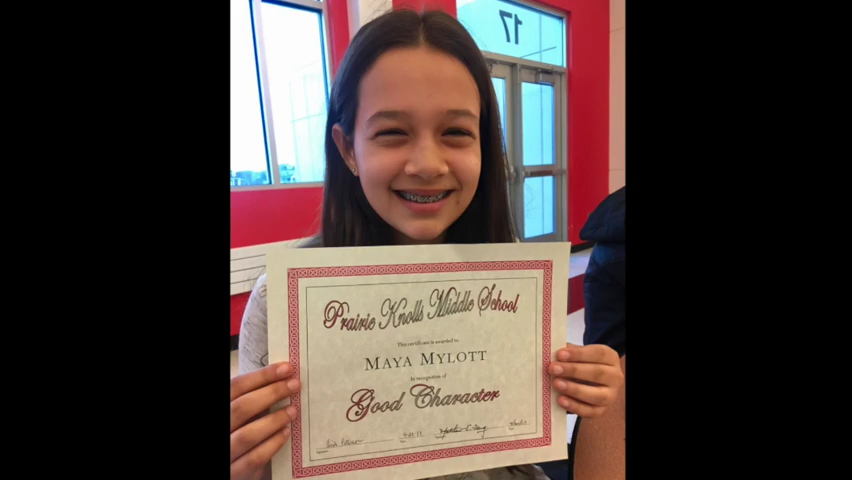 17
Prairie Knolls Middle School
This certificate is awarded to
MAYA MYLOTT
In recognition of
Good Character